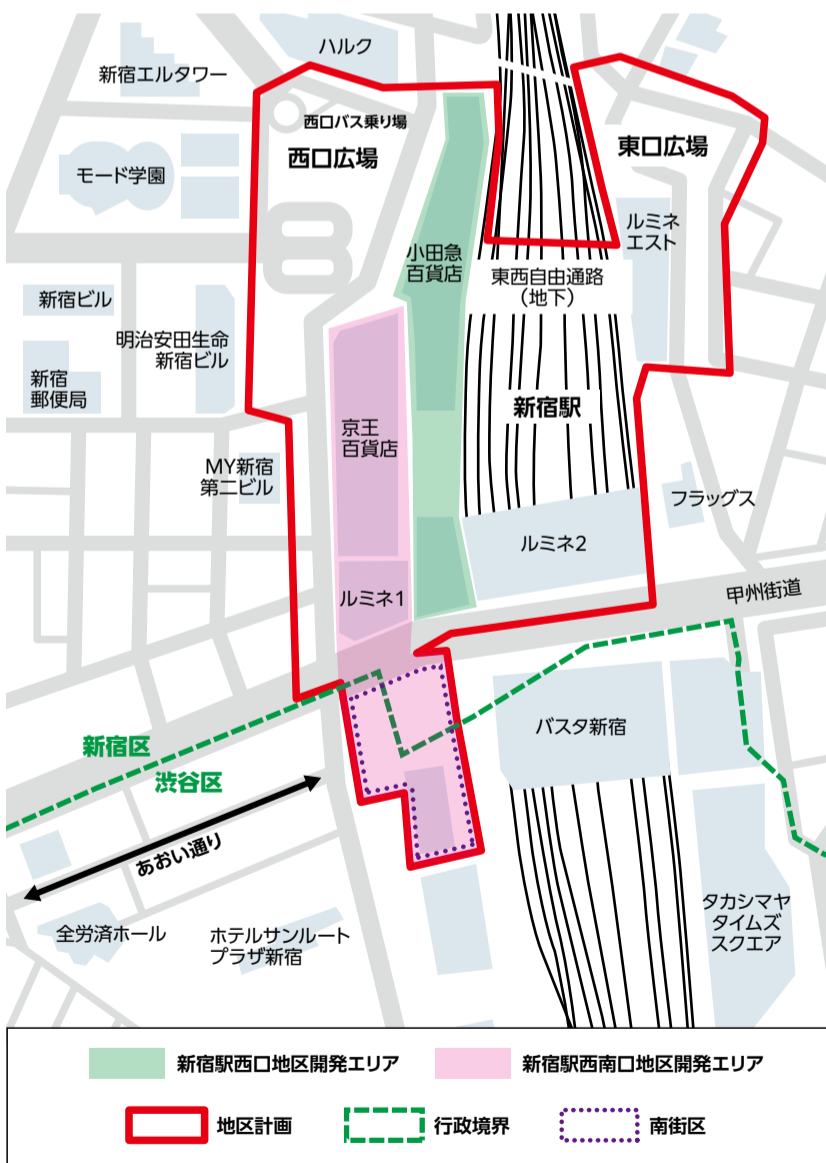 ハルク
新宿エルタワー
西口バス乗り場
西口広場
東口広場
モード学園
ルミネ
エスト
小田急
百貨店
東西自由通路
(地下)
新宿ビル
明治安田生命
新宿ビル
新宿
郵便局
新宿駅
京王
百貨店
MY新宿
第二ビル
フラッグス
ルミネ2
ルミネ1
甲州街道
バスタ新宿
新宿区
渋谷区
あおい通り
全労済ホール
ホテルサンルート
プラザ新宿
タカシマヤ
タイムズ
スクエア
新宿駅西口地区開発エリア
新宿駅西南口地区開発エリア
地区計画
行政境界
南街区